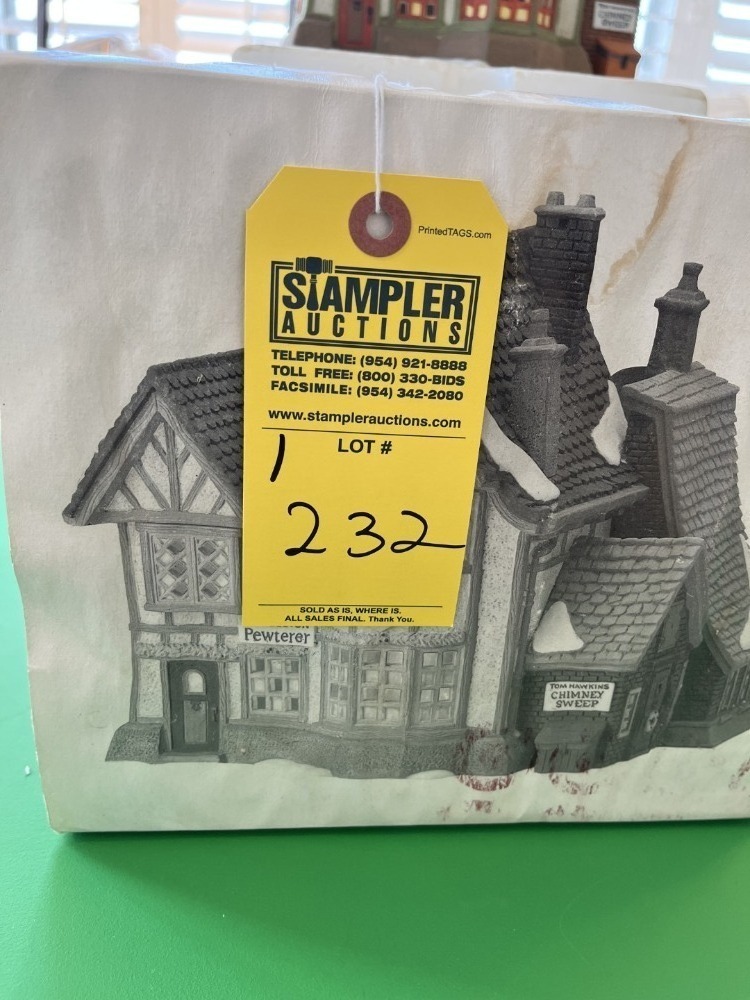 CHIMNEY
SWEEP
PrintedTAGS.com
STAMPLER
AUCTIONS
TELEPHONE: (954) 921-8888
TOLL FREE: (800) 330-BIDS
FACSIMILE: (954) 342-2080
www.stamplerauctions.com
LOT #
1
232
SOLD AS IS, WHERE IS.
ALL SALES FINAL. Thank You.
Pewterer
TOM HAWKINS
CHIMNEY
SWEEP